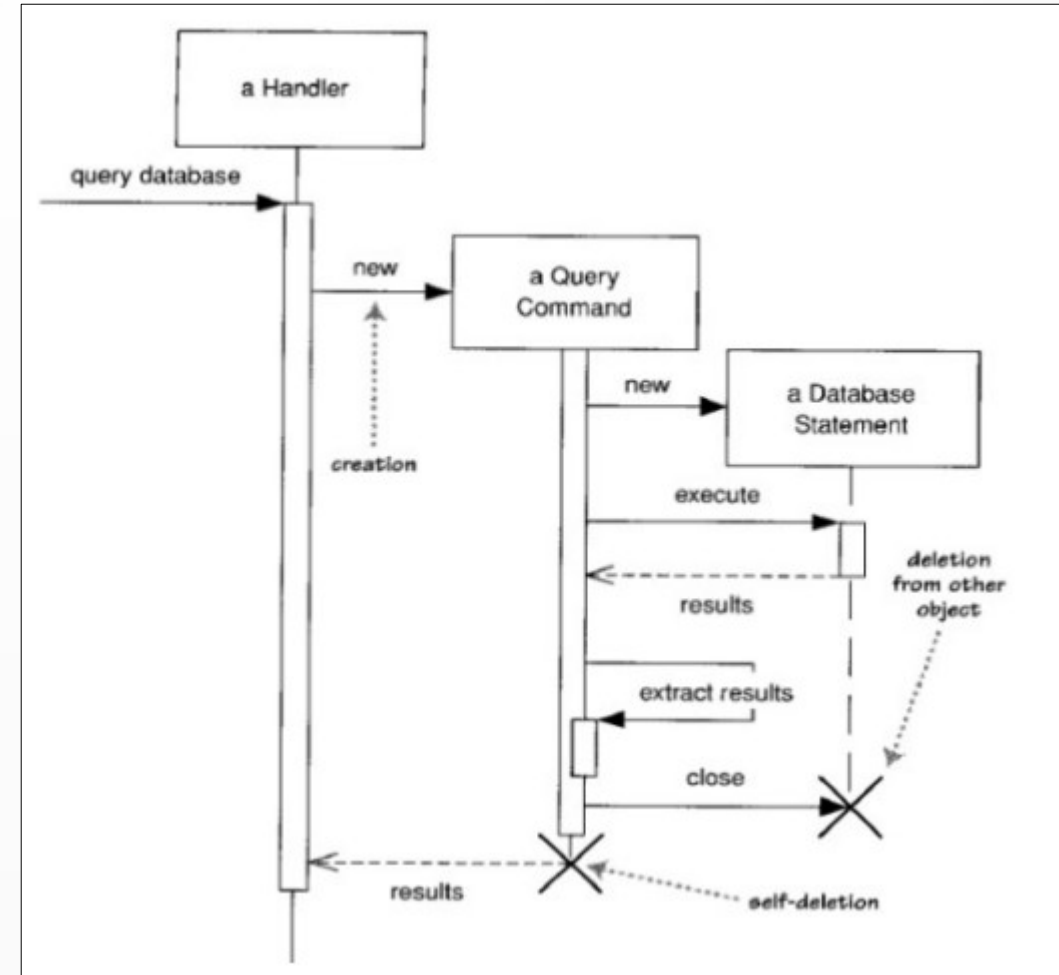 a Handler
query database
new
a Query
Command
new
a Database
Statement
creation
execute
deletion
from other
object
results
extract results
close
results
self-deletion